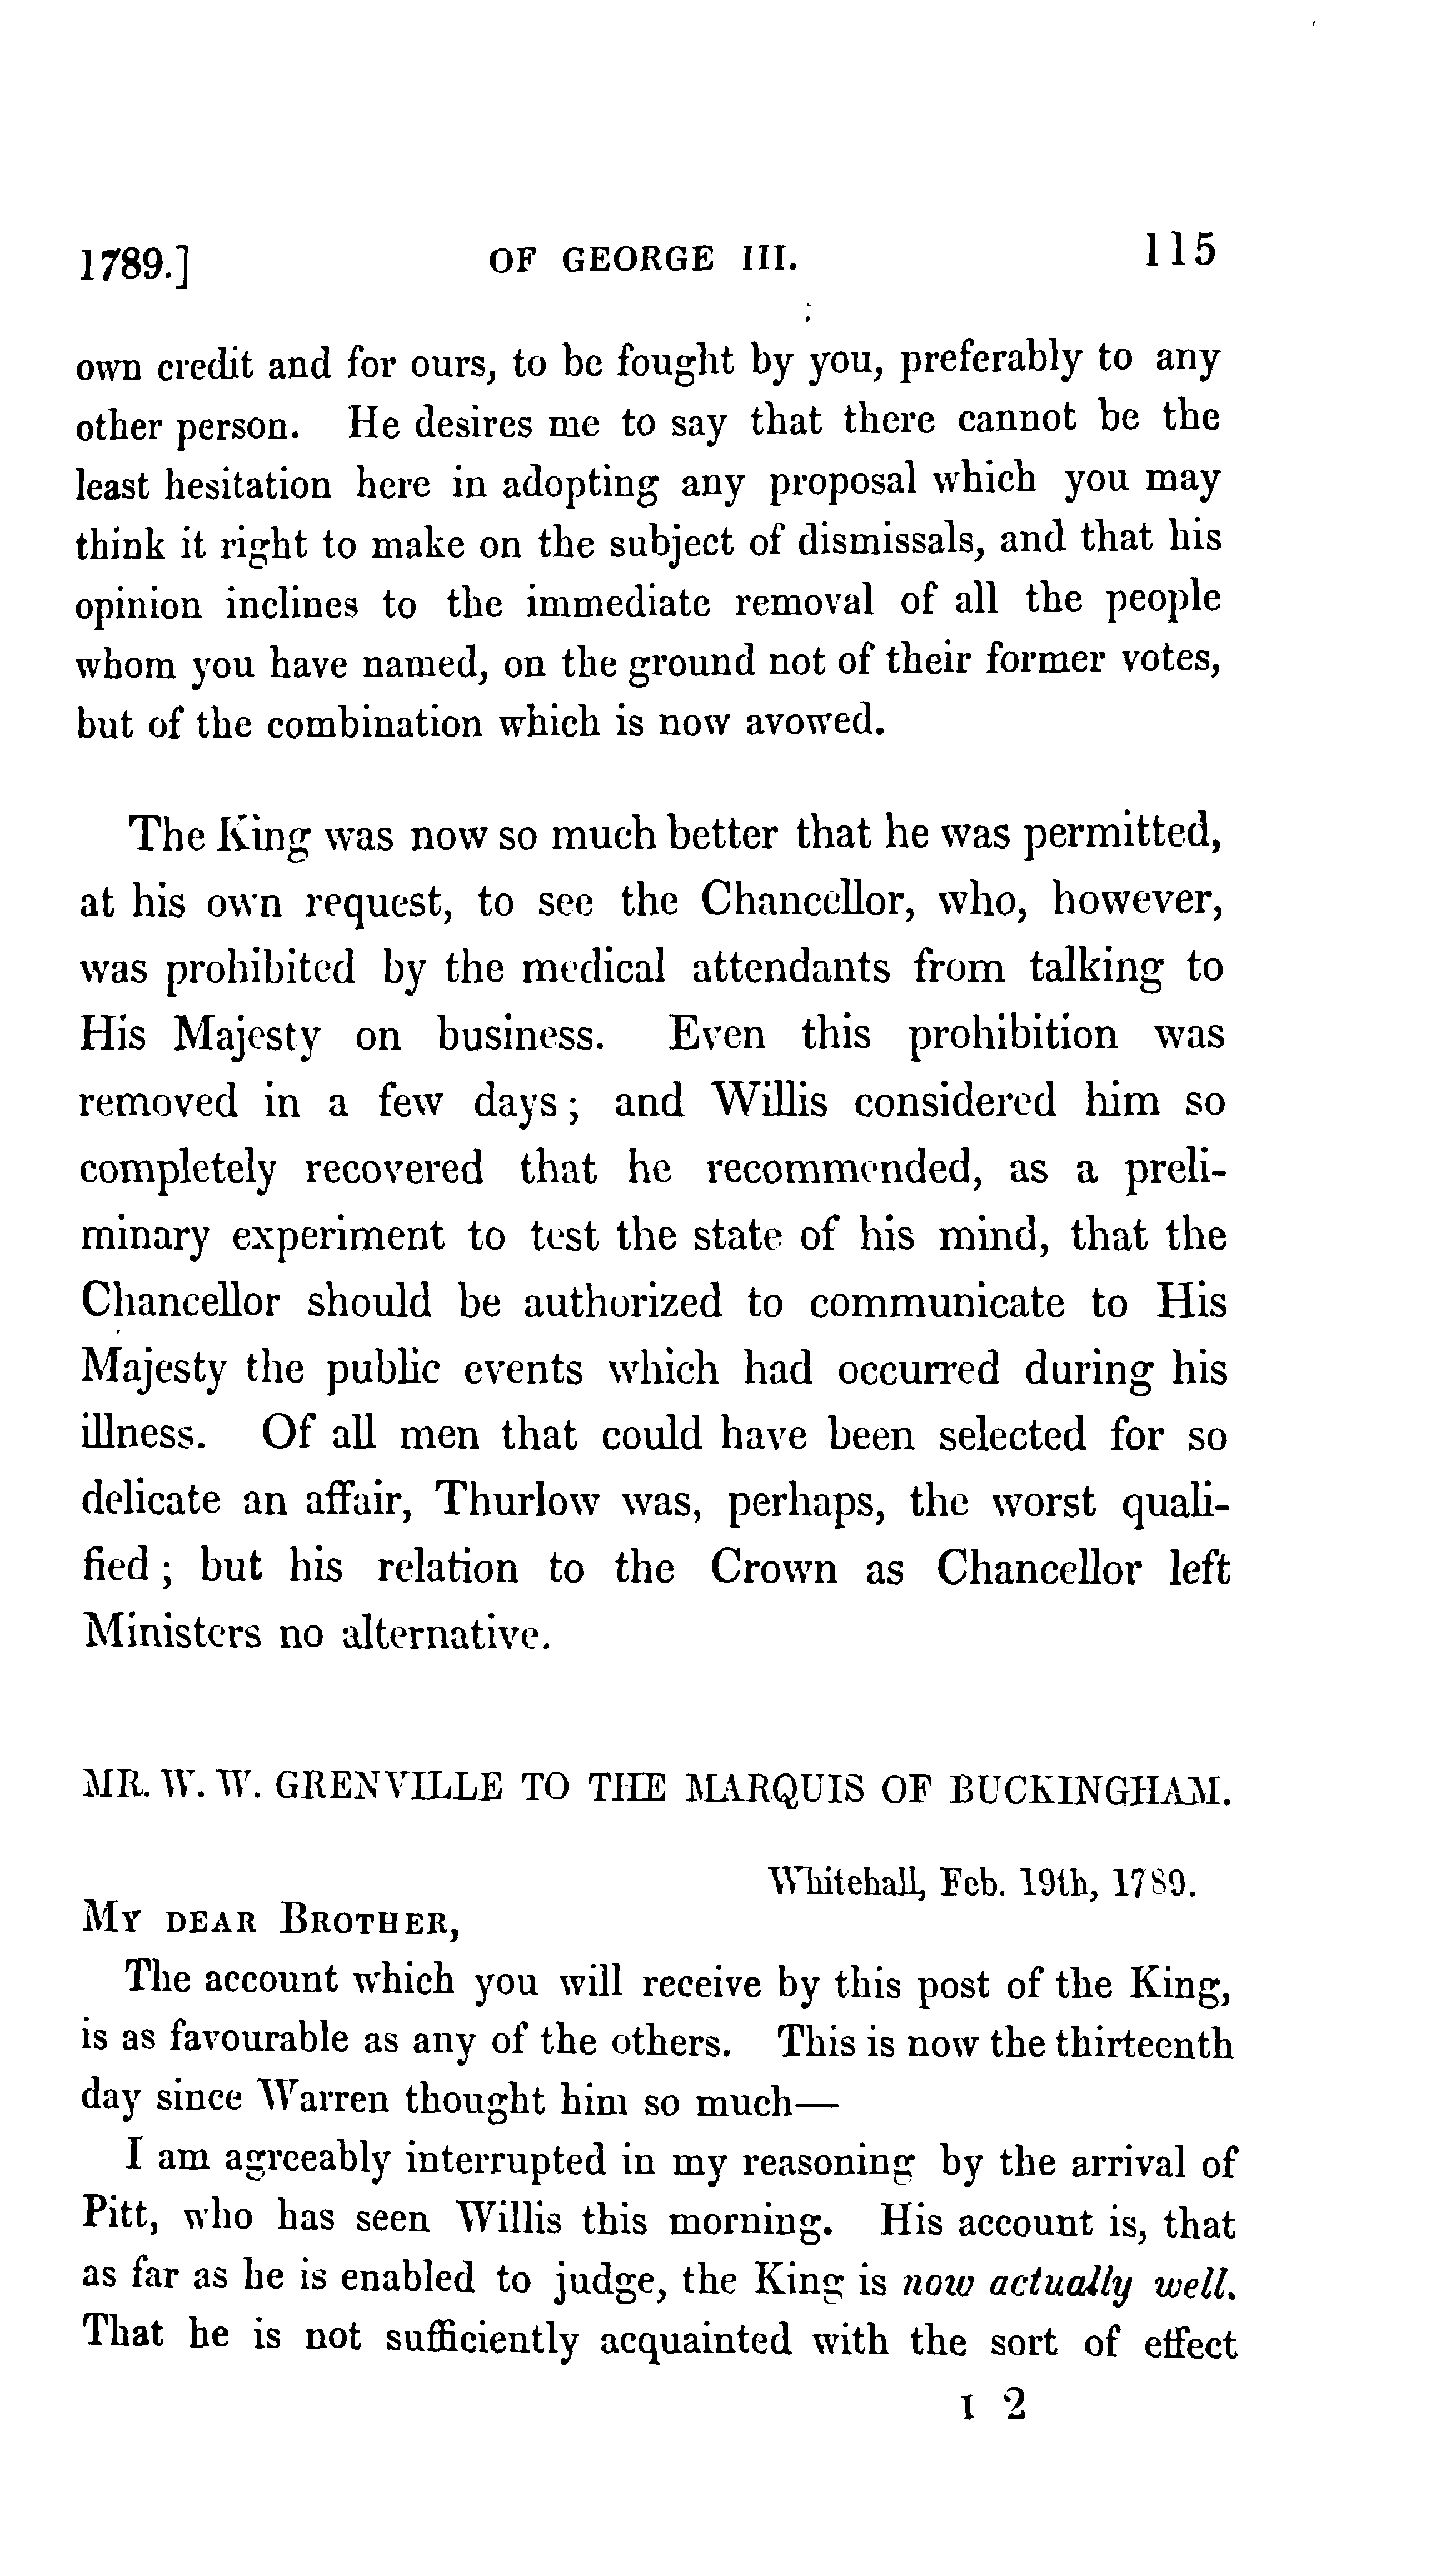 1789.] OF GEORGE III. 115
own credit and for ours, to be fought by you, preferably to any
other person. He desires me to say that there cannot be the
least hesitation here in adopting any proposal which you may
think it right to make on the subject of dismissals, and that his
opinion inclines to the immediate removal of all the people
whom you have named, on the ground not of their former votes,
but of the combination which is now avowed.
The King was now so much better that he was permitted,
at his own request, to see the Chancellor, who, however,
was prohibited by the medical attendants from talking to
His Majesty on business. Even this prohibition was
removed in a few days; and Willis considered him so
completely recovered that he recommended, as a preli-
minary experiment to test the state of his mind, that the
Chancellor should be authorized to communicate to His
Majesty the public events which had occurred during his
illness. Of all men that could have been selected for so
delicate an affair, Thurlow was, perhaps, the worst quali-
fied; but his relation to the Crown as Chancellor left
Ministers no alternative.
MR. W. W. GRENVILLE TO THE MARQUIS OF BUCKINGHAM.
Whitehall, Feb. 19th, 1789.
MY DEAR BROTHER,
The account which you will receive by this post of the King,
is as favourable as any of the others. This is now the thirteenth
day since Warren thought him so much—
I am agreeably interrupted in my reasoning by the arrival of
Pitt, who has seen Willis this morning. His account is, that
as far as he is enabled to judge, the King is now actually well.
That he is not sufficiently acquainted with the sort of effect
I 2